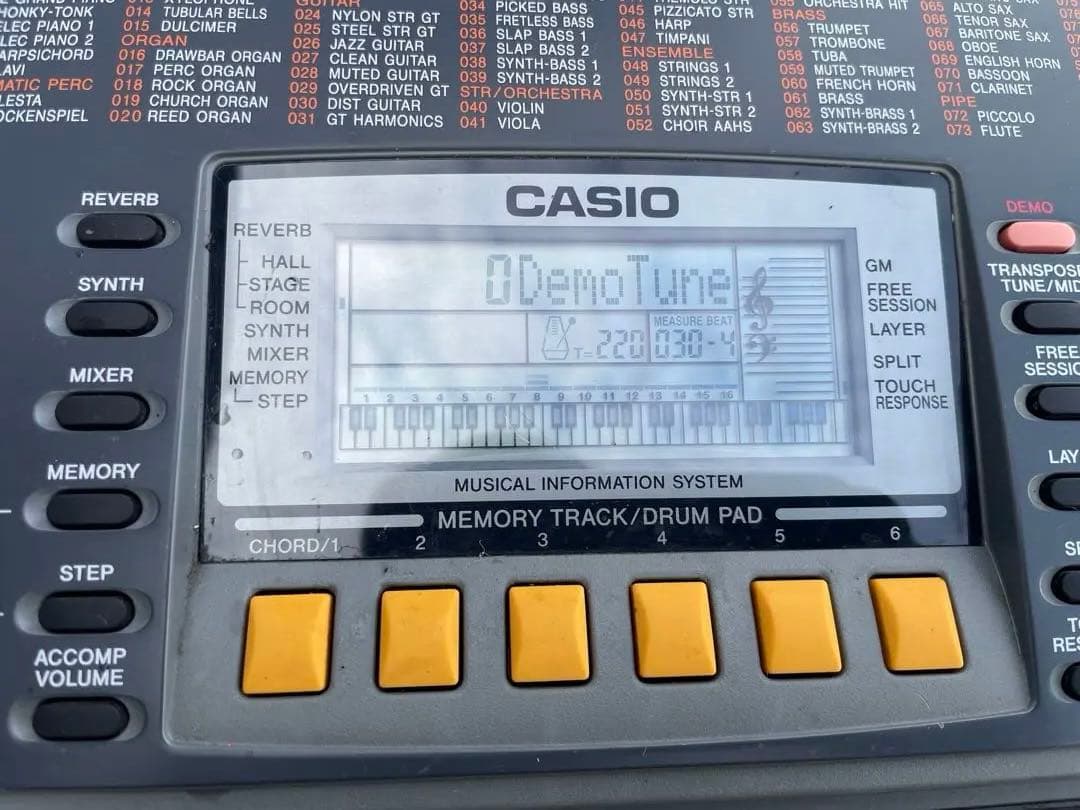 014 TUBULAR BELLS
015 DULCIMER
ORGAN
016 DRAWBAR ORGAN
017 PERC ORGAN
018 ROCK ORGAN
019 CHURCH ORGAN
020 REED ORGAN
ELEC PIANO 1
ELEC PIANO 2
MATIC PERC
GUITAR
024 NYLON STR GT
025 STEEL STR GT
026 JAZZ GUITAR
027 CLEAN GUITAR
028 MUTED GUITAR
029 OVERDRIVEN GT
030 DIST GUITAR
031 GT HARMONICS
034 PICKED BASS
035 FRETLESS BASS
036 SLAP BASS 1
037 SLAP BASS 2
038 SYNTH-BASS 1
039 SYNTH-BASS 2
STR/ORCHESTRA
040 VIOLIN
041 VIOLA
045 PIZZICATO STR
046 HARP
047 TIMPANI
ENSEMBLE
048 STRINGS 1
049 STRINGS 2
050 SYNTH-STR 1
051 SYNTH-STR 2
052 CHOIR AAHS
055 ORCHESTRA HIT
BRASS
056 TRUMPET
057 TROMBONE
058 TUBA
059 MUTED TRUMPET
060 FRENCH HORN
061 BRASS
062 SYNTH-BRASS 1
063 SYNTH-BRASS 2
065 ALTO SAX
066 TENOR SAX
067 BARITONE SAX
068 OBOE
069 ENGLISH HORN
070 BASSOON
071 CLARINET
PIPE
072 PICCOLO
073 FLUTE
REVERB
SYNTH
MIXER
MEMORY
STEP
ACCOMP
VOLUME
CASIO
REVERB
HALL
STAGE
ROOM
SYNTH
MIXER
MEMORY
STEP
0DemoTune
MEASURE BEAT
T=220 030-4
1 2 3 4 5 6 7 8 9 10 11 12 13 14 15 16
GM
FREE
SESSION
LAYER
SPLIT
TOUCH
RESPONSE
MUSICAL INFORMATION SYSTEM
MEMORY TRACK/DRUM PAD
CHORD/1 2 3 4 5 6
DEMO
TRANSPOSE
TUNE/MID
FREE
SESSIO
LAY